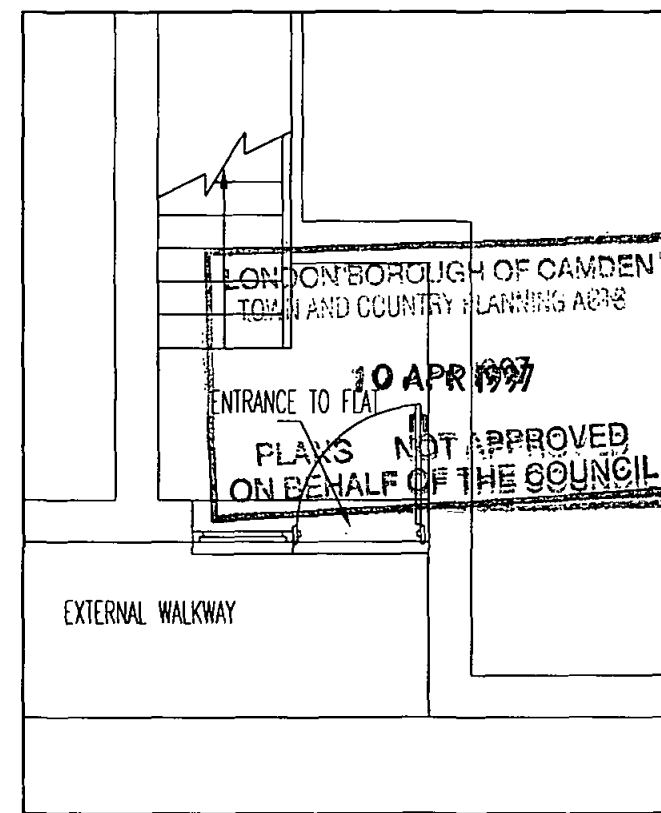 LONDON BOROUGH OF CAMDEN
TOWN AND COUNTRY PLANNING ACTS
10 APR 1997
ENTRANCE TO FLAT
PLANS NOT APPROVED
ON BEHALF OF THE COUNCIL
EXTERNAL WALKWAY